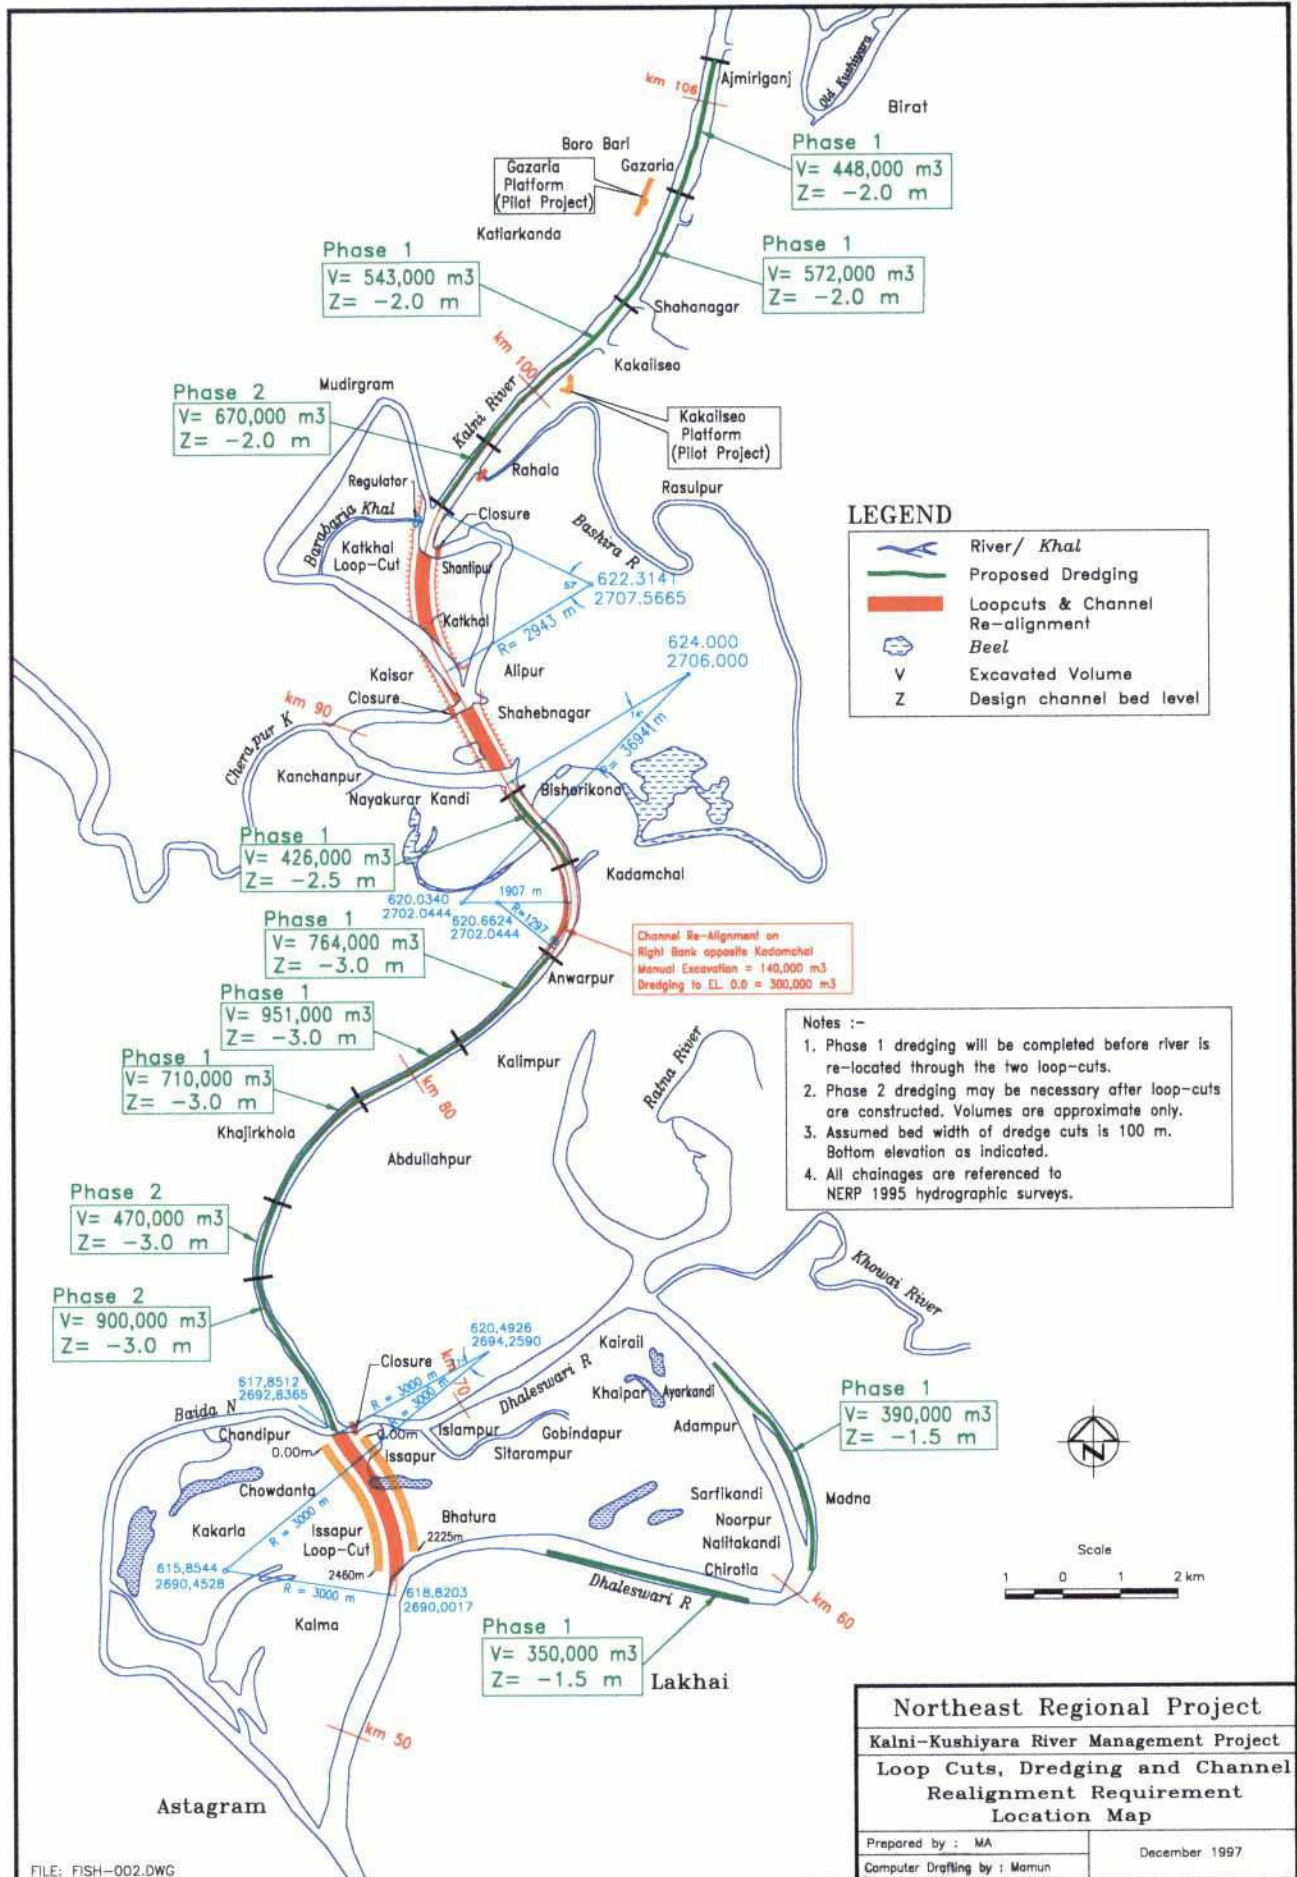 Ajmiriganj
km 106
Old Kushiyara
Birat
Boro Bari
Gazaria
Gazaria
Platform
(Pilot Project)
Phase 1
V= 448,000 m3
Z= -2.0 m
Katiarkanda
Phase 1
V= 543,000 m3
Z= -2.0 m
Phase 1
V= 572,000 m3
Z= -2.0 m
Shahanagar
km 100
Kakailseo
Mudirgram
Kalni River
Phase 2
V= 670,000 m3
Z= -2.0 m
Kakailseo
Platform
(Pilot Project)
Rahala
Regulator
Rasulpur
Barabaria Khal
Closure
Bashira R
Katkhal
Loop-Cut
Shantipur
57°
622.3141
2707.5665
Katkhal
R= 2943 m
624.000
2706.000
Kaisar
Alipur
Closure
km 90
Shahebnagar
14°
R= 3694 m
Cherapur K
Kanchanpur
Nayakurar Kandi
Bishorikona
LEGEND
River/ Khal
Proposed Dredging
Loopcuts & Channel
Re-alignment
Beel
V Excavated Volume
Z Design channel bed level
Phase 1
V= 426,000 m3
Z= -2.5 m
Kadamchal
620.0340
2702.0444
1907 m
620.6624
2702.0444
R=1297
Phase 1
V= 764,000 m3
Z= -3.0 m
Channel Re-Alignment on
Right Bank opposite Kadamchal
Manual Excavation = 140,000 m3
Dredging to EL. 0.0 = 300,000 m3
Anwarpur
Phase 1
V= 951,000 m3
Z= -3.0 m
Kalimpur
Ratna River
Notes :-
1. Phase 1 dredging will be completed before river is
re-located through the two loop-cuts.
2. Phase 2 dredging may be necessary after loop-cuts
are constructed. Volumes are approximate only.
3. Assumed bed width of dredge cuts is 100 m.
Bottom elevation as indicated.
4. All chainages are referenced to
NERP 1995 hydrographic surveys.
Phase 1
V= 710,000 m3
Z= -3.0 m
km 80
Khajirkhola
Abdullahpur
Phase 2
V= 470,000 m3
Z= -3.0 m
Khowai River
Phase 2
V= 900,000 m3
Z= -3.0 m
620,4926
2694,2590
Kairail
Closure
R = 3000 m
R = 3000 m
km 70
Dhaleswari R
617,8512
2692,8365
Khalpar
Ayarkandi
Phase 1
V= 390,000 m3
Z= -1.5 m
Baida N
Chandipur
0.00m
0.00m
Islampur
Gobindapur
Sitarampur
Adampur
Issapur
Chowdanta
Sarfikandi
Madna
Kakaria
R = 3000 m
Issapur
Loop-Cut
Bhatura
2225m
Noorpur
Nalitakandi
Chirotia
2460m
615,8544
2690,4528
R = 3000 m
618,8203
2690,0017
Dhaleswari R
km 60
Kalma
Phase 1
V= 350,000 m3
Z= -1.5 m
Lakhai
N
Scale
1 0 1 2 km
km 50
Astagram
Northeast Regional Project
Kalni-Kushiyara River Management Project
Loop Cuts, Dredging and Channel
Realignment Requirement
Location Map
Prepared by : MA
Computer Drafting by : Mamun
December 1997
FILE: FISH-002.DWG